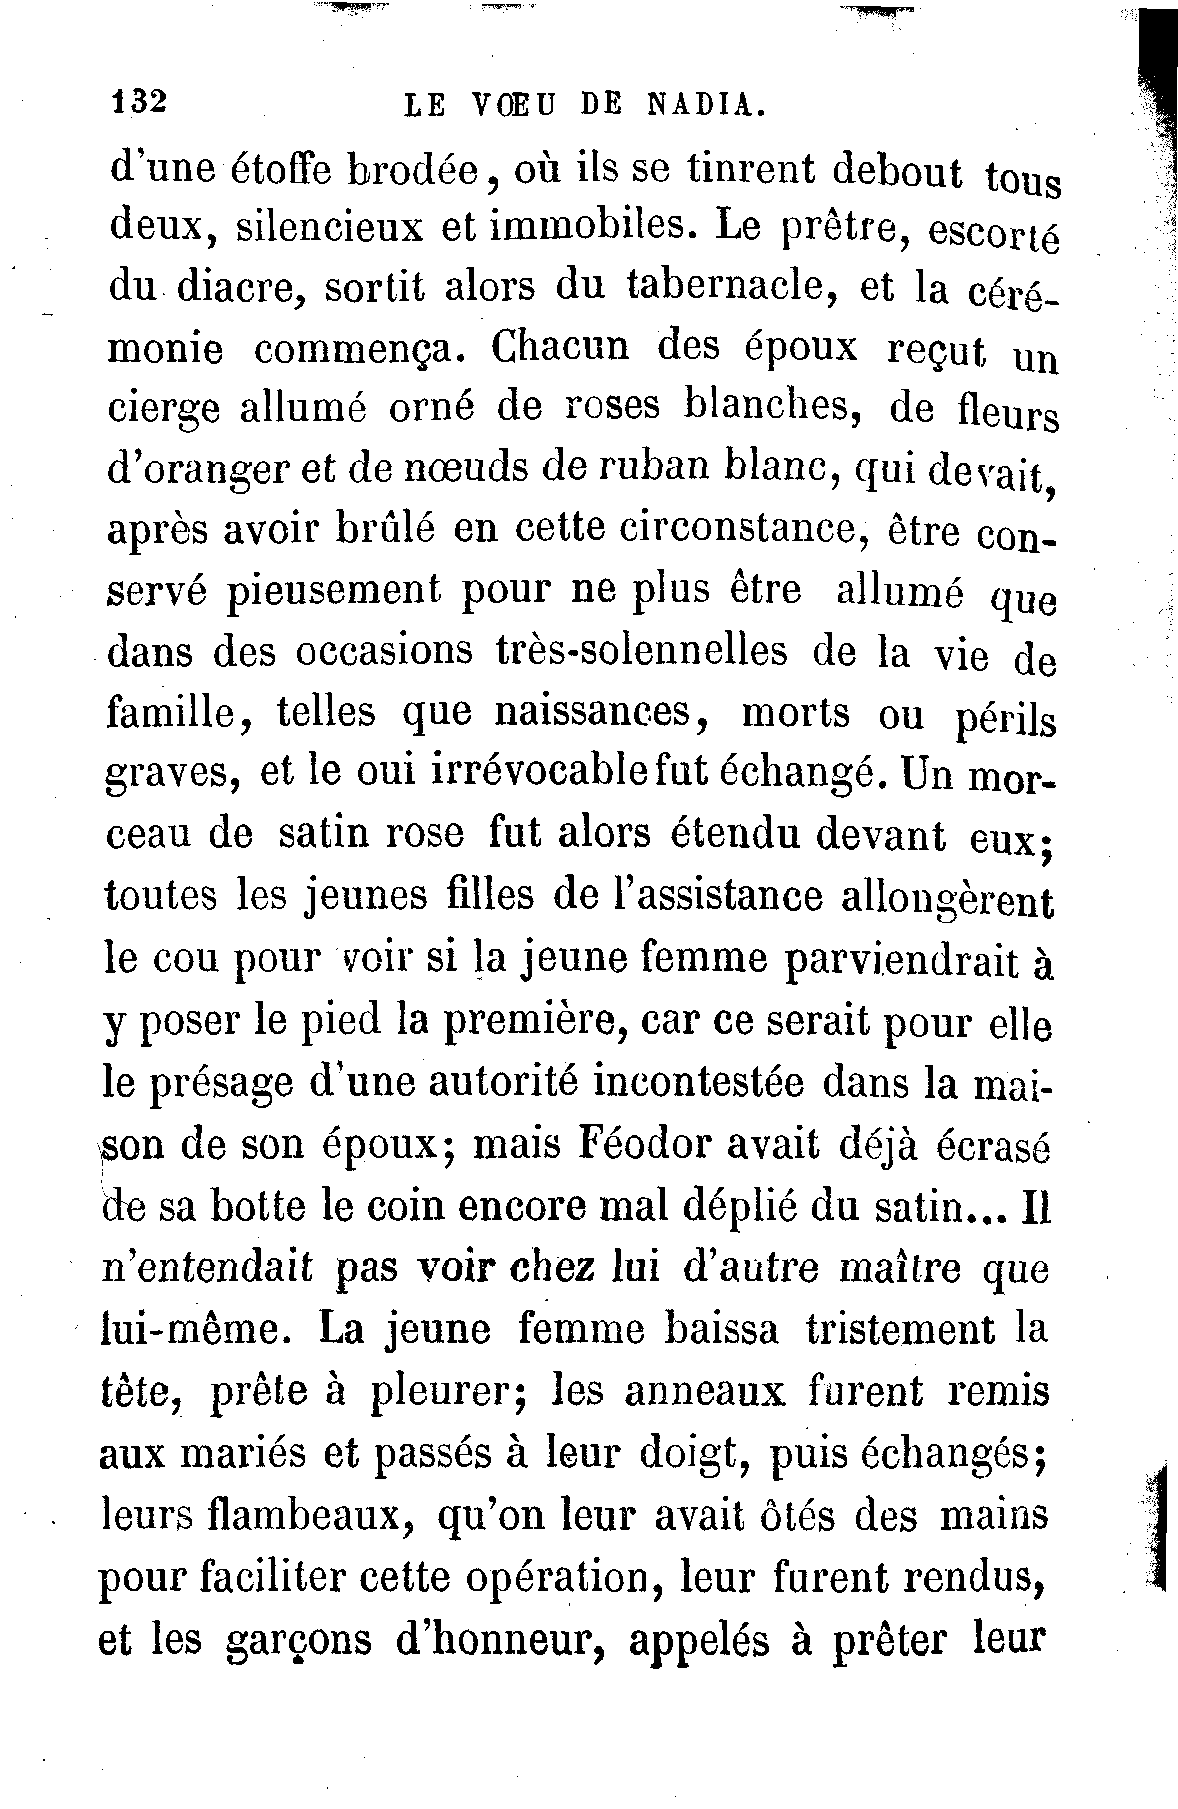 132 LE VŒU DE NADIA.
d'une étoffe brodée, où ils se tinrent debout tous
deux, silencieux et immobiles. Le prêtre, escorté
du diacre, sortit alors du tabernacle, et la céré-
monie commença. Chacun des époux reçut un
cierge allumé orné de roses blanches, de fleurs
d'oranger et de nœuds de ruban blanc, qui devait,
après avoir brûlé en cette circonstance, être con-
servé pieusement pour ne plus être allumé que
dans des occasions très-solennelles de la vie de
famille, telles que naissances, morts ou périls
graves, et le oui irrévocable fut échangé. Un mor-
ceau de satin rose fut alors étendu devant eux;
toutes les jeunes filles de l'assistance allongèrent
le cou pour voir si la jeune femme parviendrait à
y poser le pied la première, car ce serait pour elle
le présage d'une autorité incontestée dans la mai-
son de son époux; mais Féodor avait déjà écrasé
de sa botte le coin encore mal déplié du satin... Il
n'entendait pas voir chez lui d'autre maître que
lui-même. La jeune femme baissa tristement la
tête, prête à pleurer; les anneaux furent remis
aux mariés et passés à leur doigt, puis échangés;
leurs flambeaux, qu'on leur avait ôtés des mains
pour faciliter cette opération, leur furent rendus,
et les garçons d'honneur, appelés à prêter leur